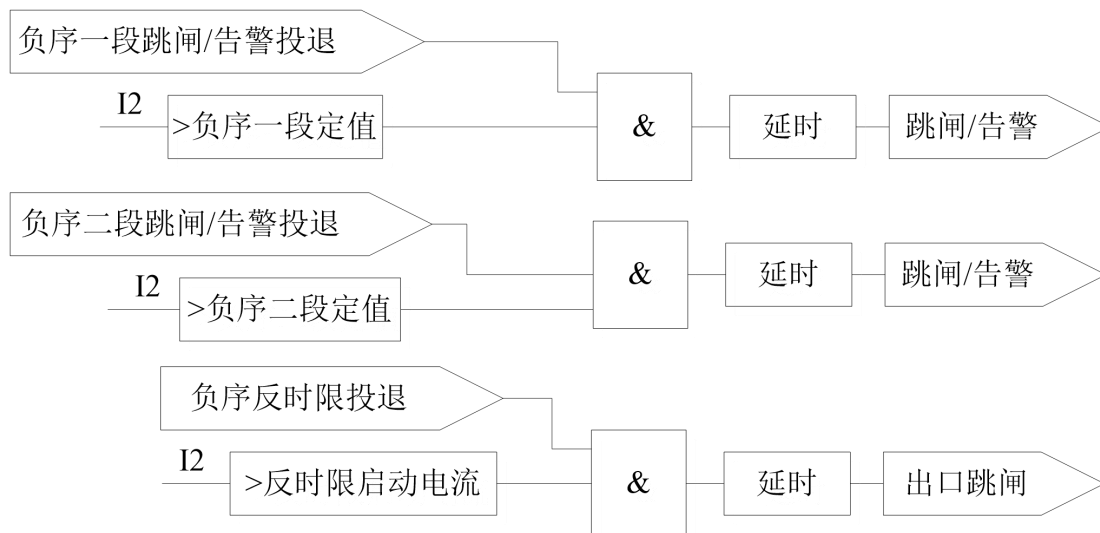 负序一段跳闸/告警投退
I2
>负序一段定值
&
延时
跳闸/告警
负序二段跳闸/告警投退
I2
>负序二段定值
&
延时
跳闸/告警
负序反时限投退
I2
>反时限启动电流
&
延时
出口跳闸